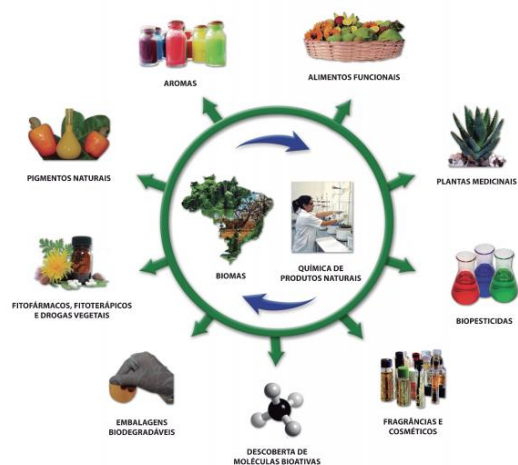 AROMAS
ALIMENTOS FUNCIONAIS
PIGMENTOS NATURAIS
PLANTAS MEDICINAIS
BIOMAS
QUÍMICA DE
PRODUTOS NATURAIS
FITOFÁRMACOS, FITOTERÁPICOS
E DROGAS VEGETAIS
BIOPESTICIDAS
EMBALAGENS
BIODEGRADÁVEIS
DESCOBERTA DE
MOLÉCULAS BIOATIVAS
FRAGRÂNCIAS E
COSMÉTICOS